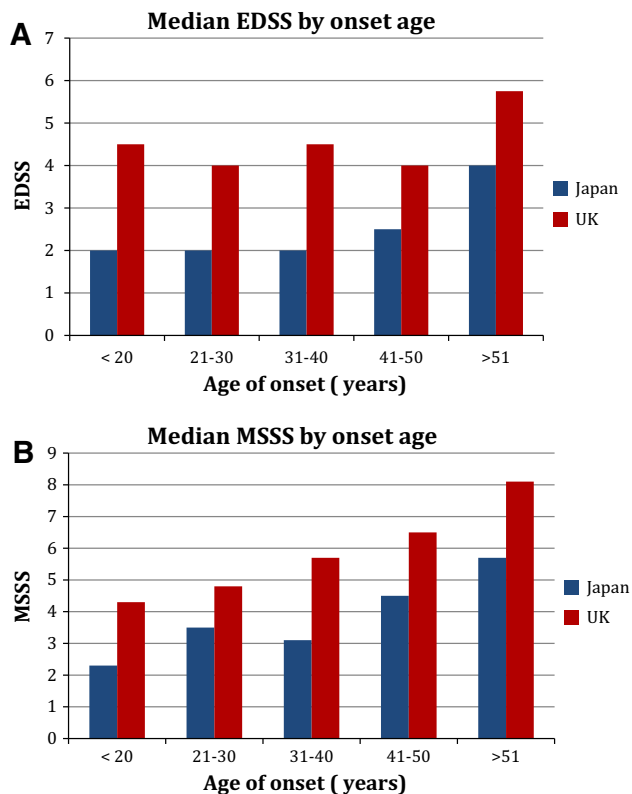 A
Median EDSS by onset age
7
6
5
4
3
2
1
0
EDSS
< 20 21-30 31-40 41-50 >51
Age of onset ( years)
Japan
UK
B
Median MSSS by onset age
9
8
7
6
5
4
3
2
1
0
MSSS
< 20 21-30 31-40 41-50 >51
Age of onset ( years)
Japan
UK